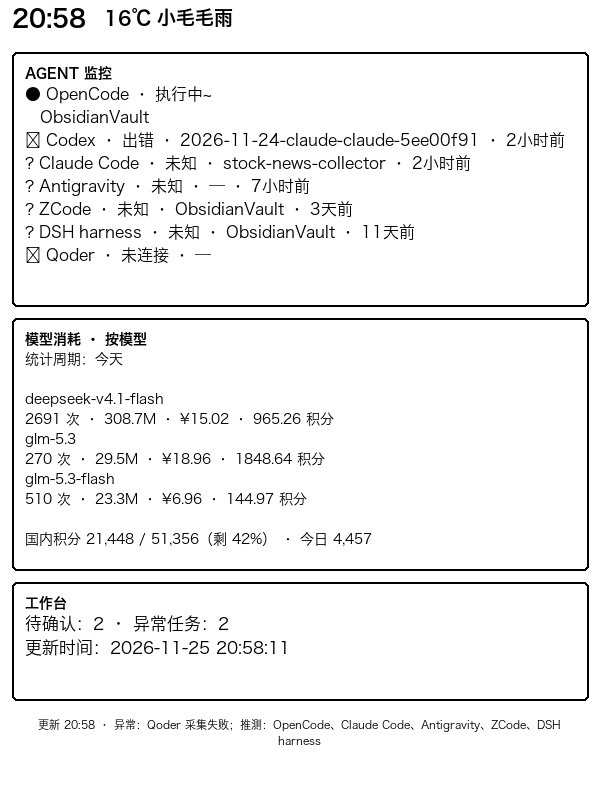 20:58 16℃ 小毛毛雨
AGENT 监控
● OpenCode · 执行中~
ObsidianVault
☒ Codex · 出错 · 2026-11-24-claude-claude-5ee00f91 · 2小时前
? Claude Code · 未知 · stock-news-collector · 2小时前
? Antigravity · 未知 · — · 7小时前
? ZCode · 未知 · ObsidianVault · 3天前
? DSH harness · 未知 · ObsidianVault · 11天前
☒ Qoder · 未连接 · —
模型消耗 · 按模型
统计周期：今天
deepseek-v4.1-flash
2691 次 · 308.7M · ¥15.02 · 965.26 积分
glm-5.3
270 次 · 29.5M · ¥18.96 · 1848.64 积分
glm-5.3-flash
510 次 · 23.3M · ¥6.96 · 144.97 积分
国内积分 21,448 / 51,356（剩 42%） · 今日 4,457
工作台
待确认：2 · 异常任务：2
更新时间：2026-11-25 20:58:11
更新 20:58 · 异常：Qoder 采集失败；推测：OpenCode、Claude Code、Antigravity、ZCode、DSH
harness